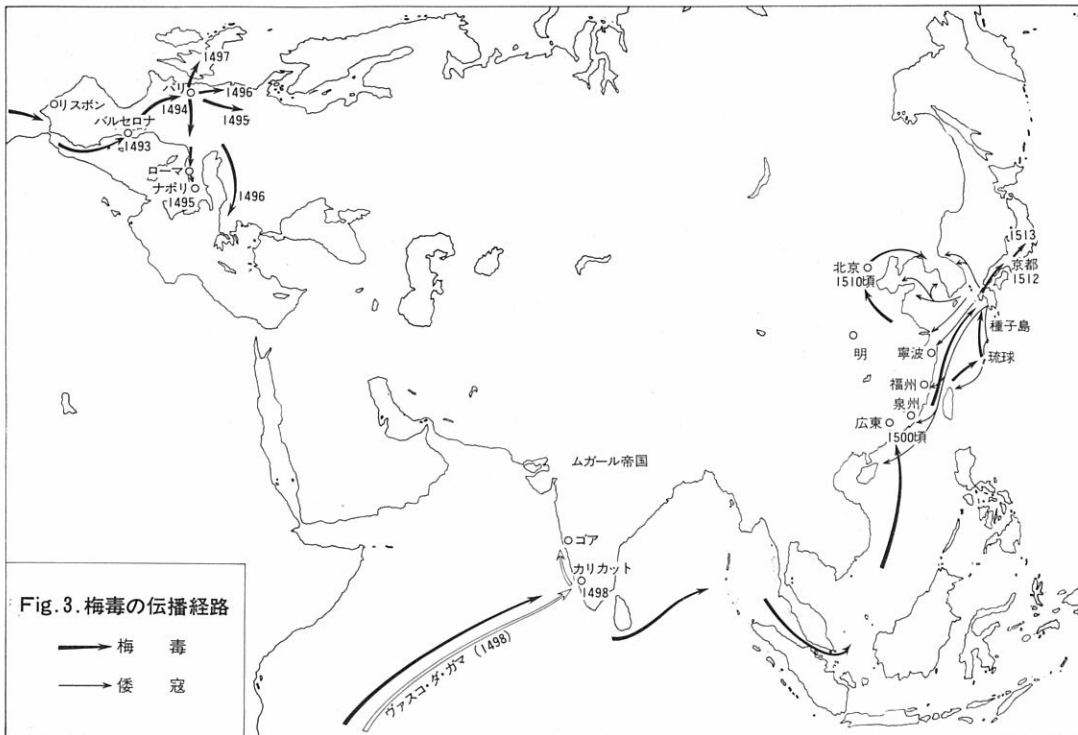 1497
パリ
1496
リスボン
1494
1495
バルセロナ
1493
ローマ
ナポリ
1495
1496
1513
北京
1510頃
京都
1512
種子島
明
寧波
琉球
福州
泉州
広東
1500頃
ムガール帝国
ゴア
カリカット
1498
ヴァスコ・ダ・ガマ (1498)
Fig.3.梅毒の伝播経路
梅 毒
倭 寇